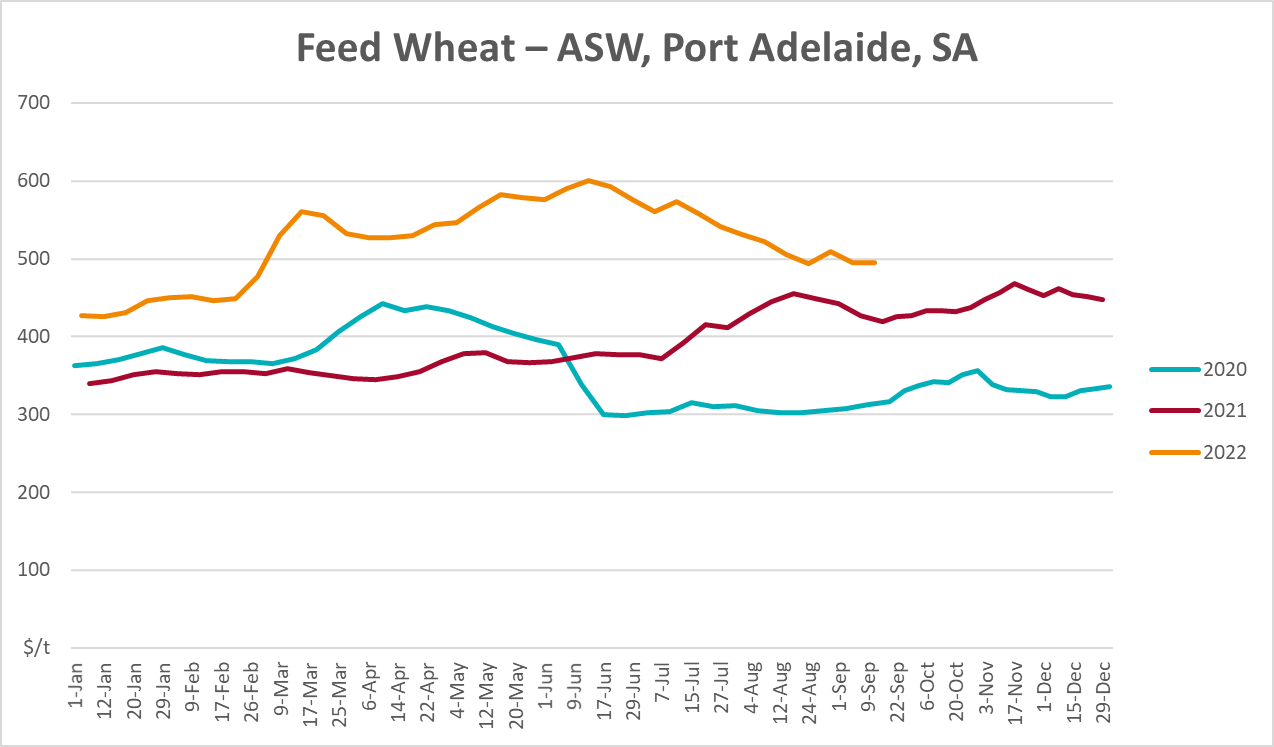 Feed Wheat – ASW, Port Adelaide, SA
700
600
500
400
300
200
100
$/t
1-Jan
12-Jan
20-Jan
29-Jan
9-Feb
17-Feb
26-Feb
9-Mar
17-Mar
25-Mar
6-Apr
14-Apr
22-Apr
4-May
12-May
20-May
1-Jun
9-Jun
17-Jun
29-Jun
7-Jul
15-Jul
27-Jul
4-Aug
12-Aug
24-Aug
1-Sep
9-Sep
22-Sep
6-Oct
20-Oct
3-Nov
17-Nov
1-Dec
15-Dec
29-Dec
2020
2021
2022